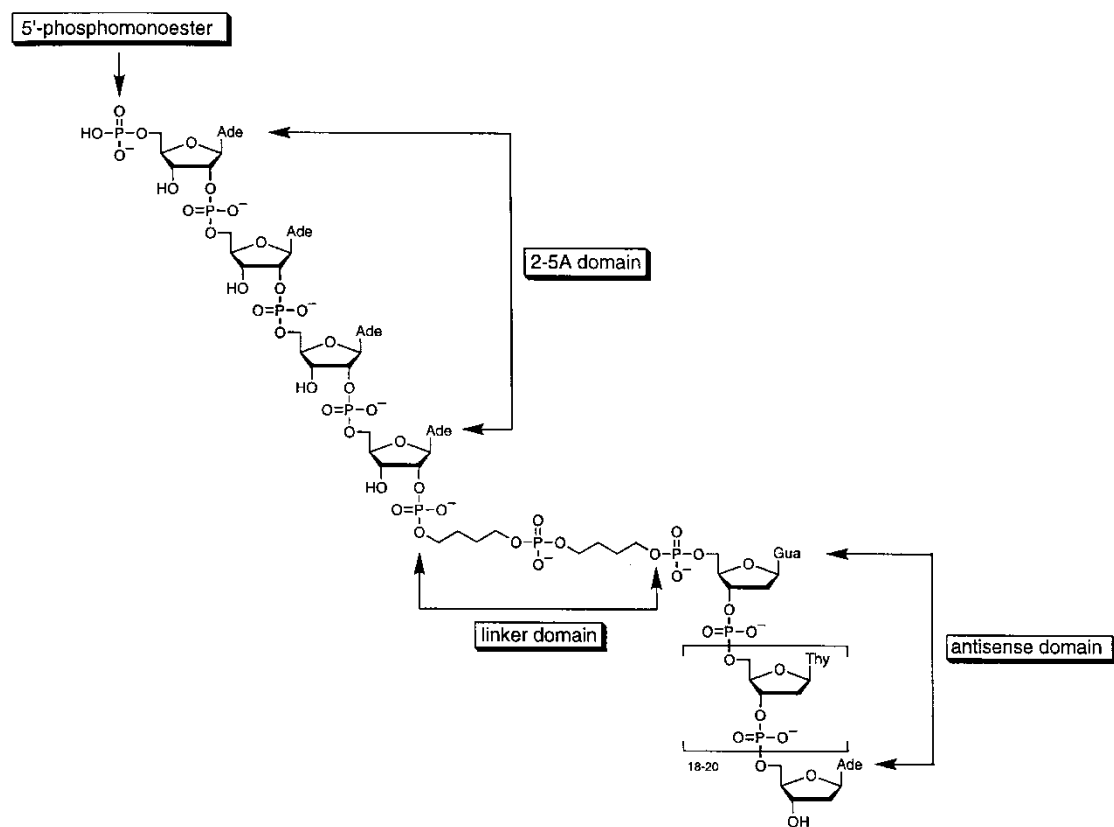 5'-phosphomonoester
O
HO-P-O
O⁻
O
Ade
HO
O
O=P-O⁻
O
O
Ade
HO
O
O=P-O⁻
O
O
Ade
HO
O
O=P-O⁻
O
O
Ade
HO
O
O=P-O⁻
O
2-5A domain
O
O-P-O
O⁻
O
O-P-O
O⁻
O
Gua
linker domain
O
O=P-O⁻
O
O
Thy
antisense domain
O
O=P-O⁻
O
18-20
O
Ade
OH